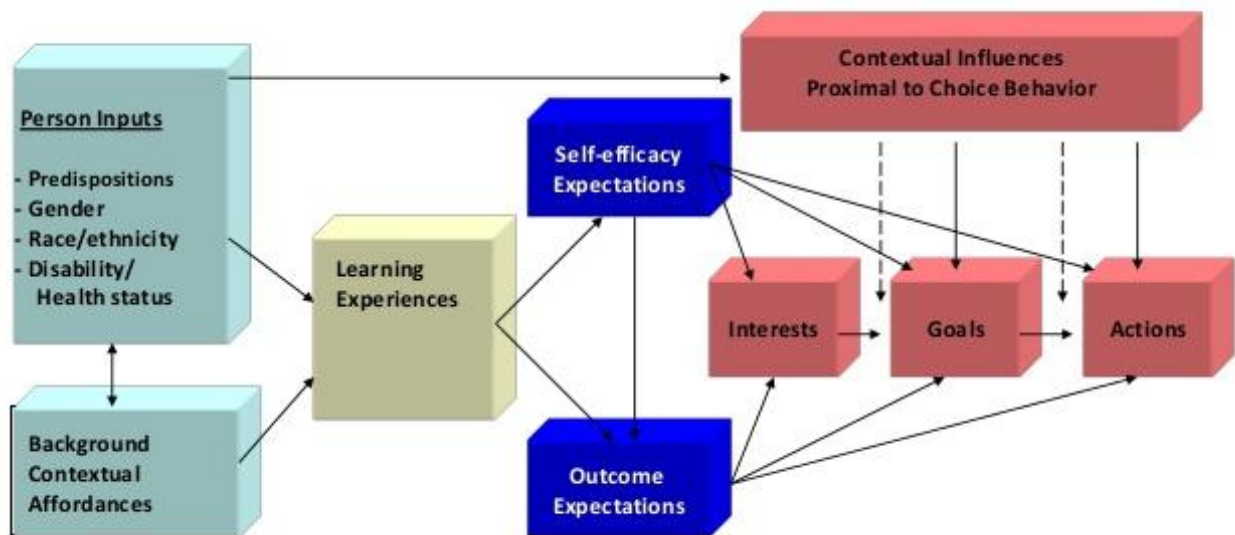 Person Inputs
- Predispositions
- Gender
- Race/ethnicity
- Disability/
Health status
Background
Contextual
Affordances
Learning
Experiences
Self-efficacy
Expectations
Outcome
Expectations
Contextual Influences
Proximal to Choice Behavior
Interests
Goals
Actions